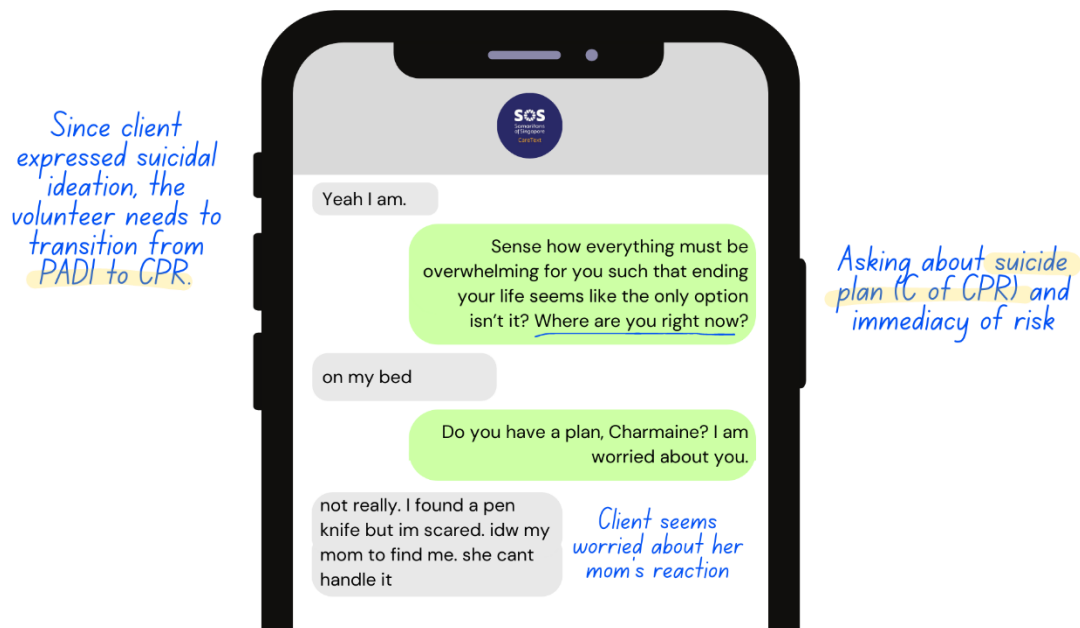 SOS
Samaritans
of Singapore
CareText
Since client
expressed suicidal
ideation, the
volunteer needs to
transition from
PADI to CPR.
Yeah I am.
Sense how everything must be
overwhelming for you such that ending
your life seems like the only option
isn't it? Where are you right now?
Asking about suicide
plan (C of CPR) and
immediacy of risk
on my bed
Do you have a plan, Charmaine? I am
worried about you.
not really. I found a pen
knife but im scared. idw my
mom to find me. she cant
handle it
Client seems
worried about her
mom's reaction